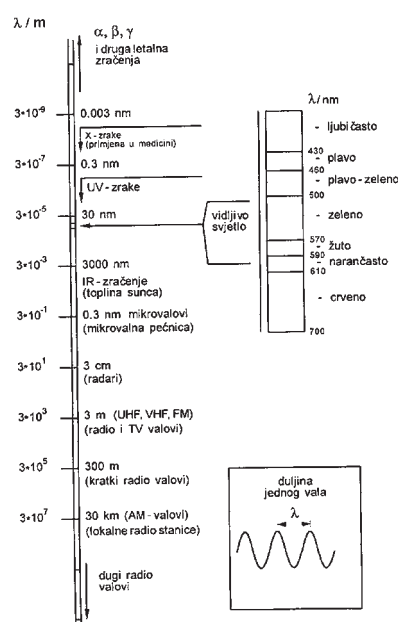 λ / m
α, β, γ
i druga letalna
zračenja
3*10⁻⁹
0.003 nm
X - zrake
(primjena u medicini)
3*10⁻⁷
0.3 nm
UV - zrake
3*10⁻⁵
30 nm
3*10⁻³
3000 nm
IR - zračenje
(toplina sunca)
3*10⁻¹
0.3 nm mikrovalovi
(mikrovalna pećnica)
3*10¹
3 cm
(radari)
3*10³
3 m (UHF, VHF, FM)
(radio i TV valovi)
3*10⁵
300 m
(kratki radio valovi)
3*10⁷
30 km (AM - valovi)
(lokalne radio stanice)
dugi radio
valovi
vidljivo
svjetlo
λ/nm
- ljubičasto
430
- plavo
460
- plavo - zeleno
500
- zeleno
570
- žuto
590
- narančasto
610
- crveno
700
duljina
jednog vala
λ